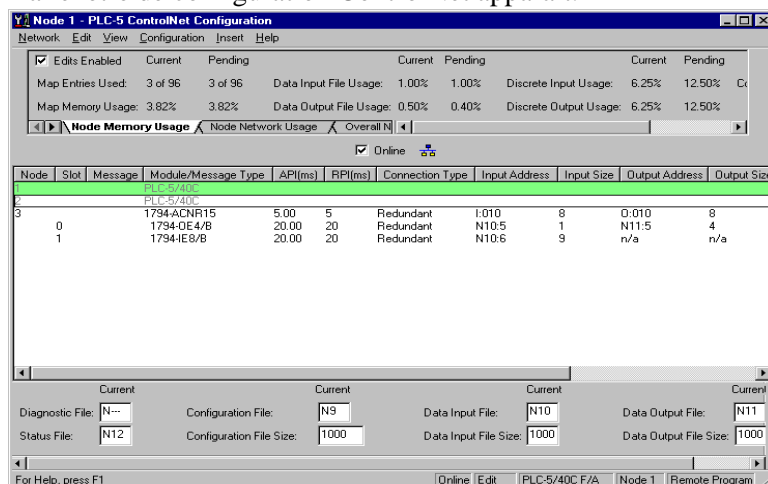 Node 1 - PLC-5 ControlNet Configuration
Network Edit View Configuration Insert Help
Edits Enabled Current Pending Current Pending Current Pending
Map Entries Used: 3 of 96 3 of 96 Data Input File Usage: 1.00% 1.00% Discrete Input Usage: 6.25% 12.50%
Map Memory Usage: 3.82% 3.82% Data Output File Usage: 0.50% 0.40% Discrete Output Usage: 6.25% 12.50%
Node Memory Usage Node Network Usage Overall N
Online
Node Slot Message Module/Message Type API(ms) RPI(ms) Connection Type Input Address Input Size Output Address Output Size
1 PLC-5/40C
2 PLC-5/40C
3 1794-ACNR15 5.00 5 Redundant I:010 8 O:010 8
0 1794-OE4/B 20.00 20 Redundant N10:5 1 N11:5 4
1 1794-IE8/B 20.00 20 Redundant N10:6 9 n/a n/a
Current Current Current Current
Diagnostic File: N--- Configuration File: N9 Data Input File: N10 Data Output File: N11
Status File: N12 Configuration File Size: 1000 Data Input File Size: 1000 Data Output File Size: 1000
For Help, press F1 Online Edit PLC-5/40C F/A Node 1 Remote Program